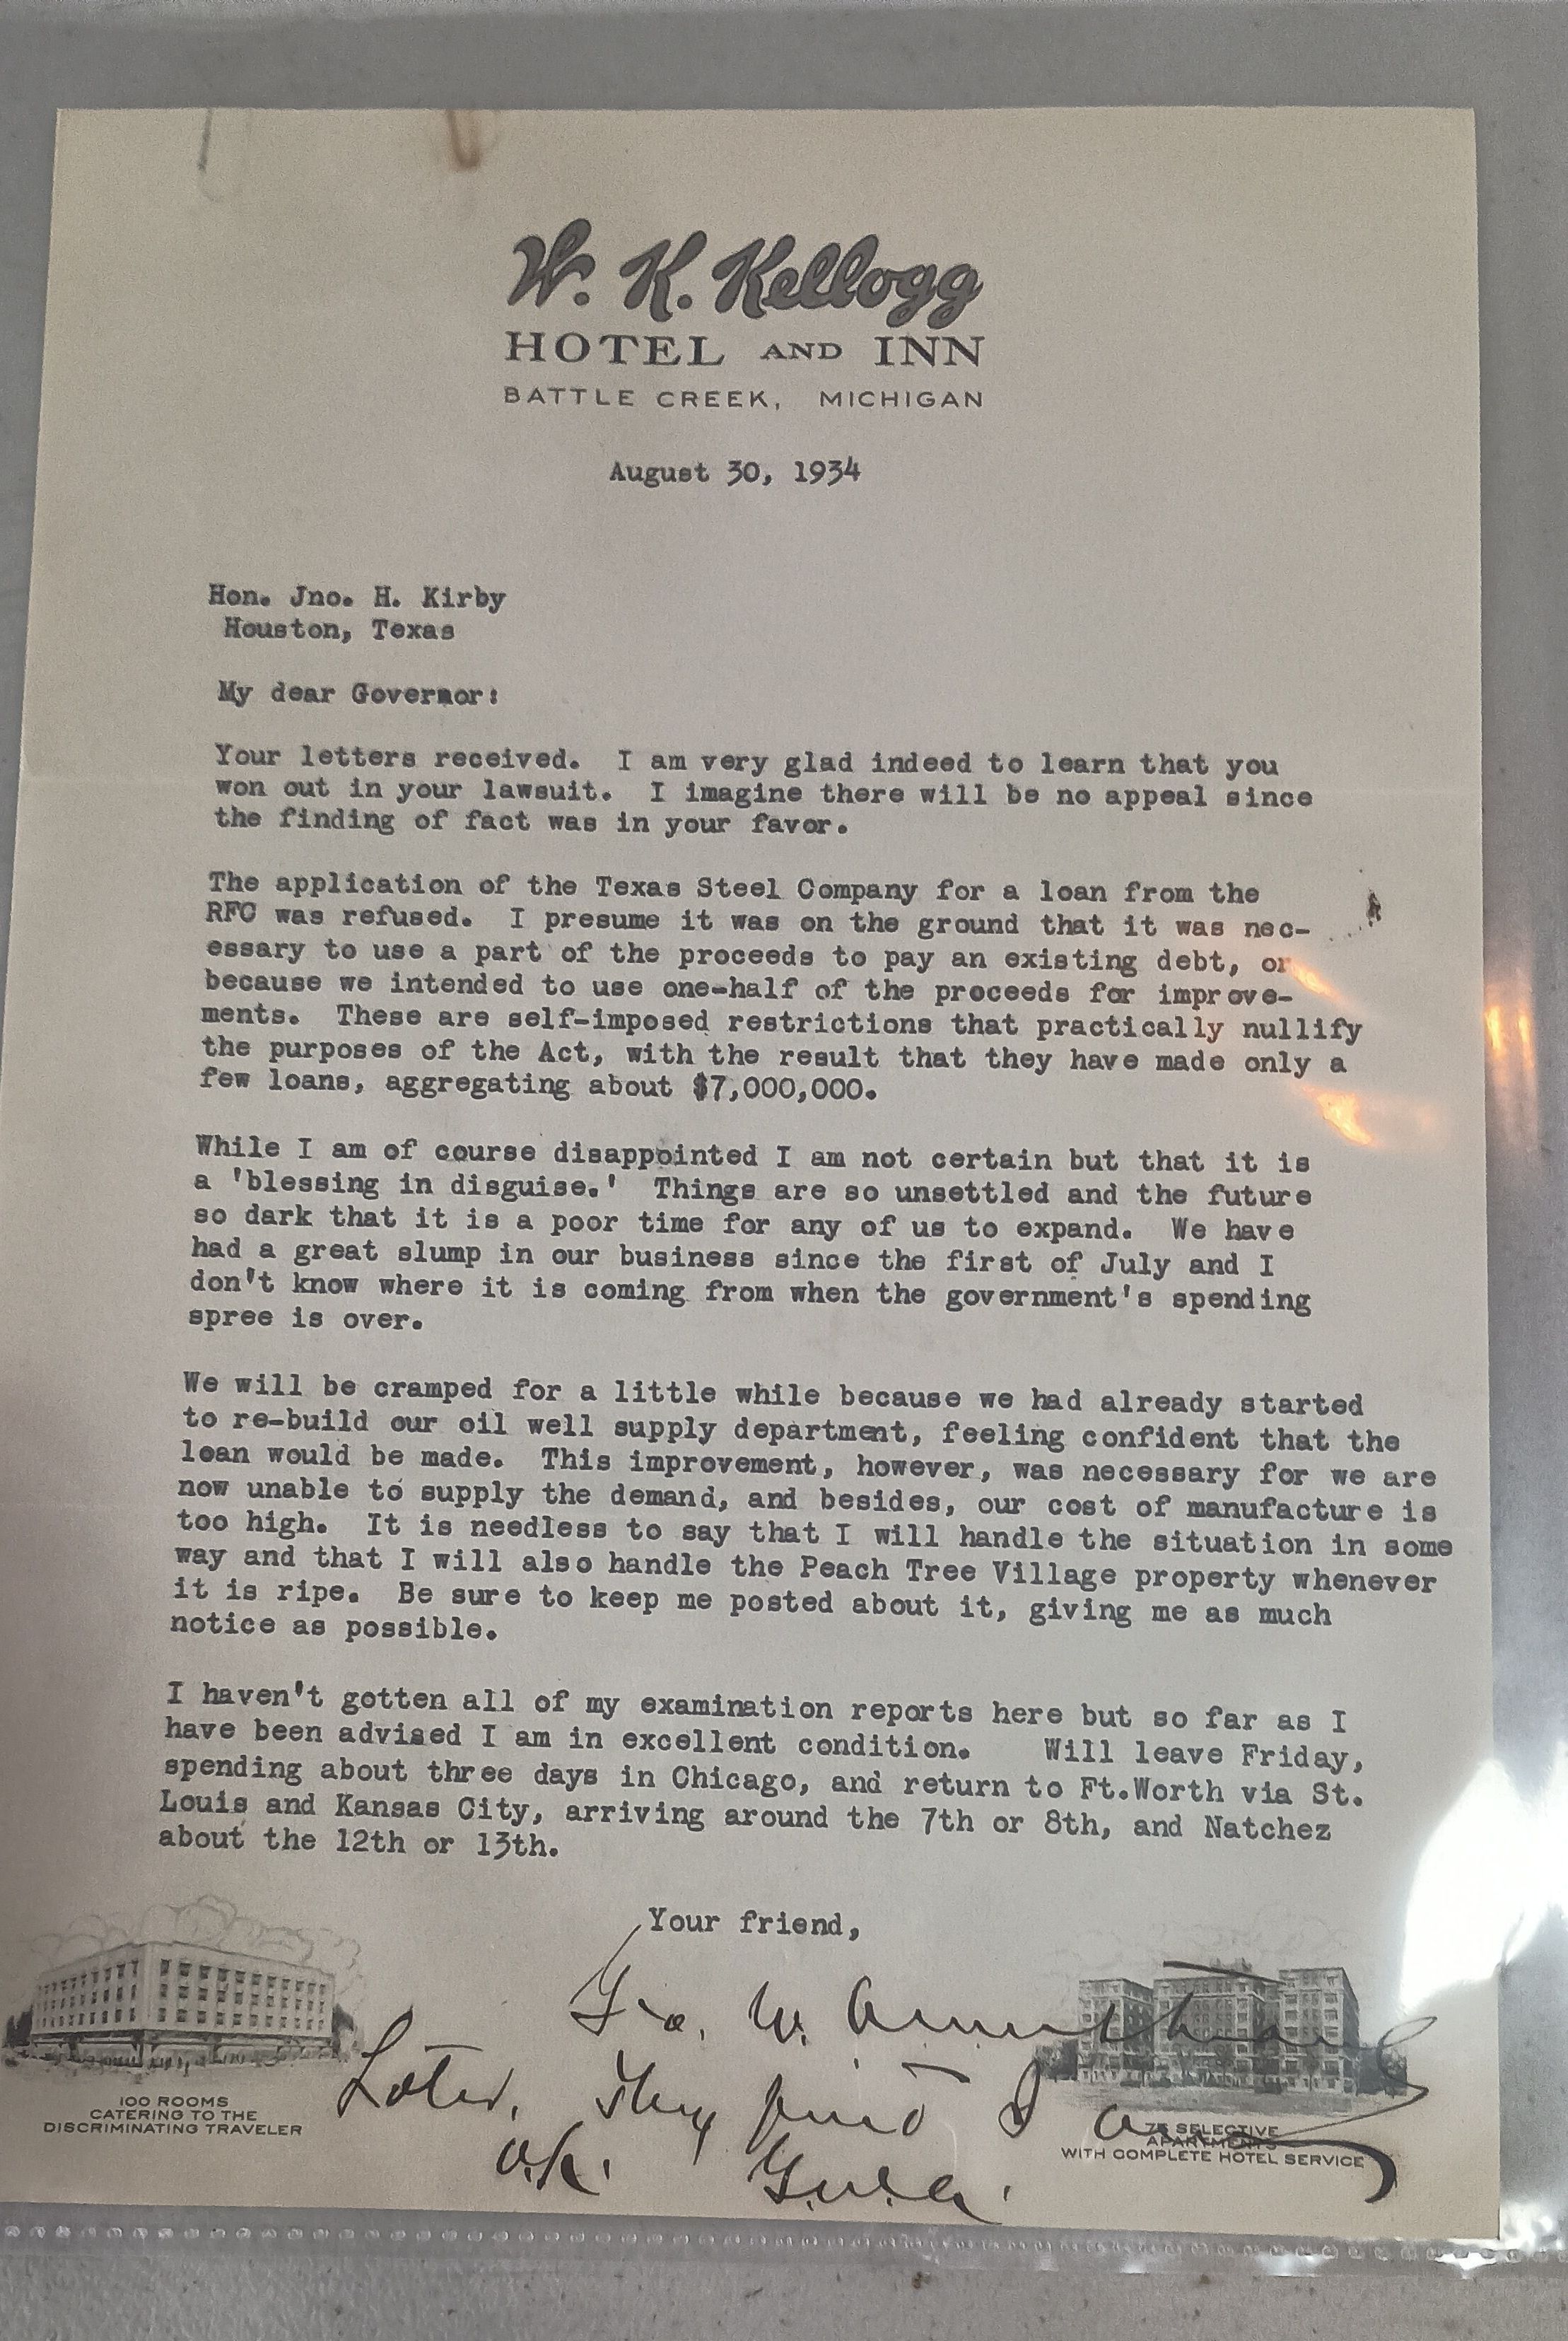 W. K. Kellogg
HOTEL AND INN
BATTLE CREEK, MICHIGAN
August 30, 1934
Hon. Jno. H. Kirby
Houston, Texas
My dear Governor:
Your letters received. I am very glad indeed to learn that you
won out in your lawsuit. I imagine there will be no appeal since
the finding of fact was in your favor.
The application of the Texas Steel Company for a loan from the
RFC was refused. I presume it was on the ground that it was nec-
essary to use a part of the proceeds to pay an existing debt, or
because we intended to use one-half of the proceeds for improve-
ments. These are self-imposed restrictions that practically nullify
the purposes of the Act, with the result that they have made only a
few loans, aggregating about $7,000,000.
While I am of course disappointed I am not certain but that it is
a 'blessing in disguise.' Things are so unsettled and the future
so dark that it is a poor time for any of us to expand. We have
had a great slump in our business since the first of July and I
don't know where it is coming from when the government's spending
spree is over.
We will be cramped for a little while because we had already started
to re-build our oil well supply department, feeling confident that the
loan would be made. This improvement, however, was necessary for we are
now unable to supply the demand, and besides, our cost of manufacture is
too high. It is needless to say that I will handle the situation in some
way and that I will also handle the Peach Tree Village property whenever
it is ripe. Be sure to keep me posted about it, giving me as much
notice as possible.
I haven't gotten all of my examination reports here but so far as I
have been advised I am in excellent condition. Will leave Friday,
spending about three days in Chicago, and return to Ft.Worth via St.
Louis and Kansas City, arriving around the 7th or 8th, and Natchez
about the 12th or 13th.
Your friend,
Geo. W. Armstrong
Later, They find I am
O.K. G.W.A.
100 ROOMS
CATERING TO THE
DISCRIMINATING TRAVELER
75 SELECTIVE
APARTMENTS
WITH COMPLETE HOTEL SERVICE